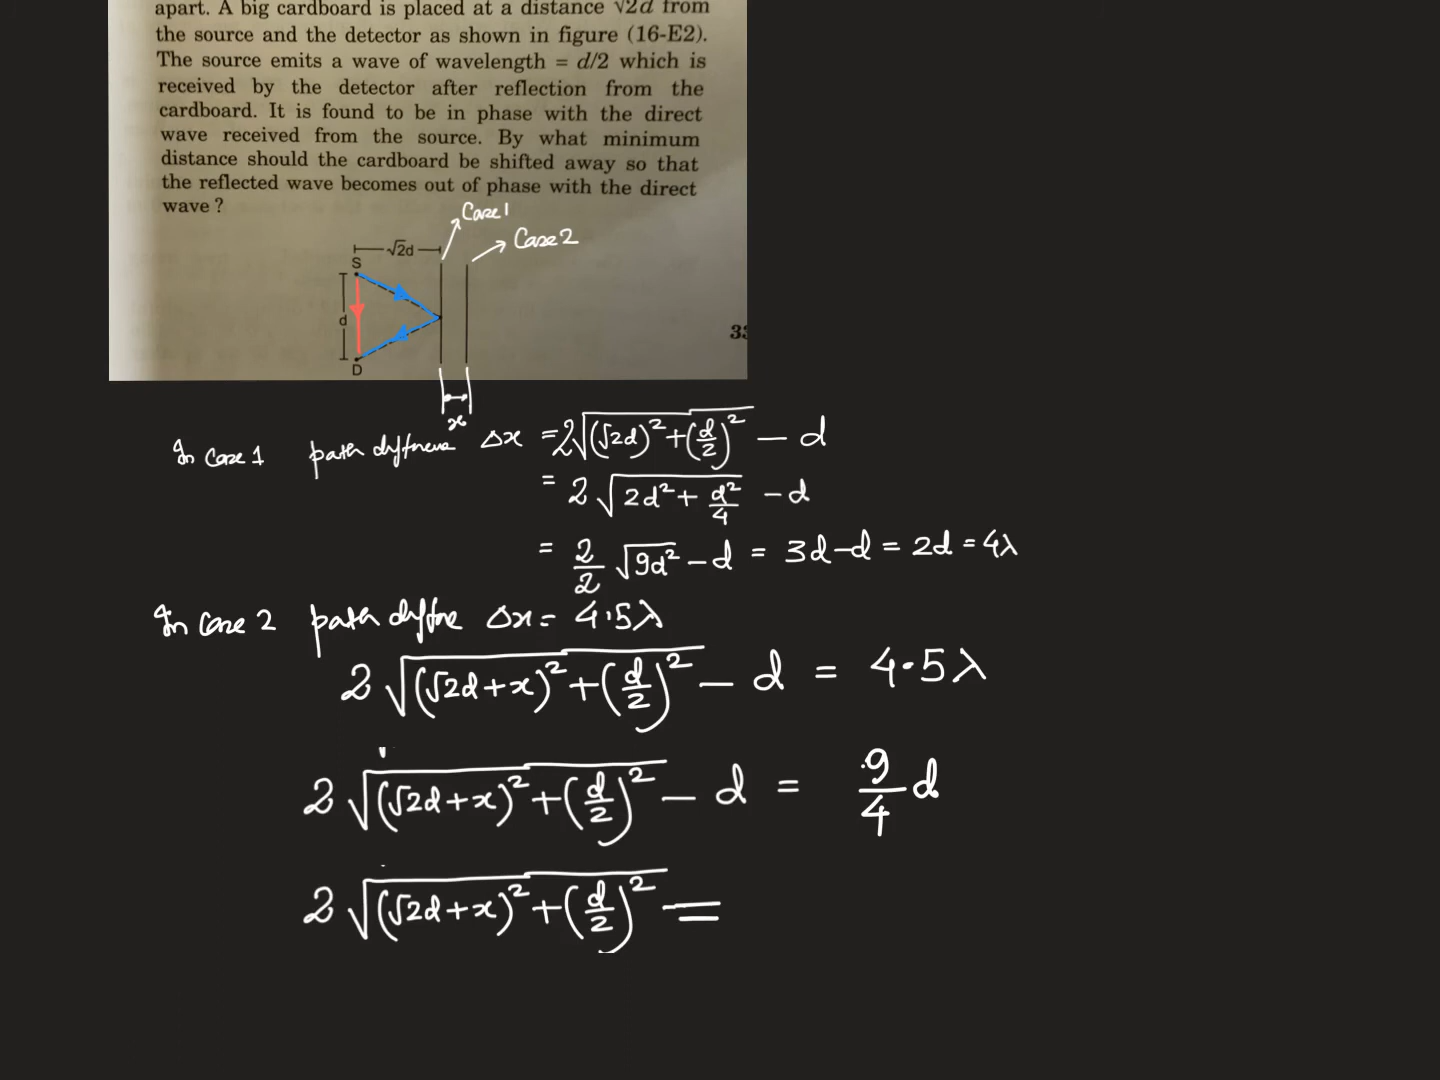 apart. A big cardboard is placed at a distance √2d from
the source and the detector as shown in figure (16-E2).
The source emits a wave of wavelength = d/2 which is
received by the detector after reflection from the
cardboard. It is found to be in phase with the direct
wave received from the source. By what minimum
distance should the cardboard be shifted away so that
the reflected wave becomes out of phase with the direct
wave ?
Case 1
Case 2
√2d
S
d
D
33
x
In Case 1 path difference Δx = 2√((√2d)² + (d/2)²) − d
= 2√(2d² + d²/4) − d
= 2/2 √9d² − d = 3d − d = 2d = 4λ
In Case 2 path diffrne Δx = 4.5λ
2√((√2d + x)² + (d/2)²) − d = 4.5λ
2√((√2d + x)² + (d/2)²) − d = 9/4 d
2√((√2d + x)² + (d/2)²) =